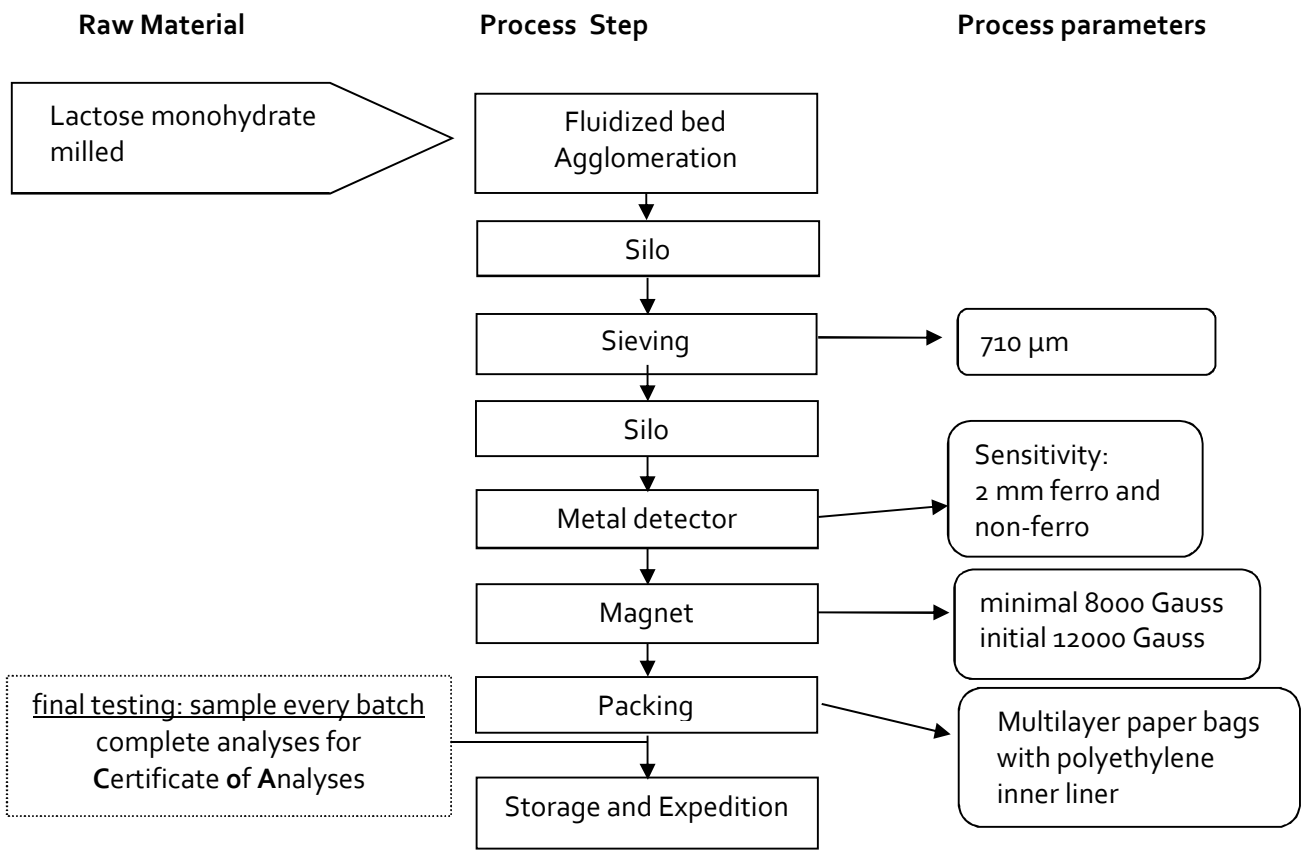 Raw Material
Process Step
Process parameters
Lactose monohydrate
milled
Fluidized bed
Agglomeration
Silo
Sieving
710 µm
Silo
Metal detector
Sensitivity:
2 mm ferro and
non-ferro
Magnet
minimal 8000 Gauss
initial 12000 Gauss
Packing
Multilayer paper bags
with polyethylene
inner liner
final testing: sample every batch
complete analyses for
Certificate of Analyses
Storage and Expedition